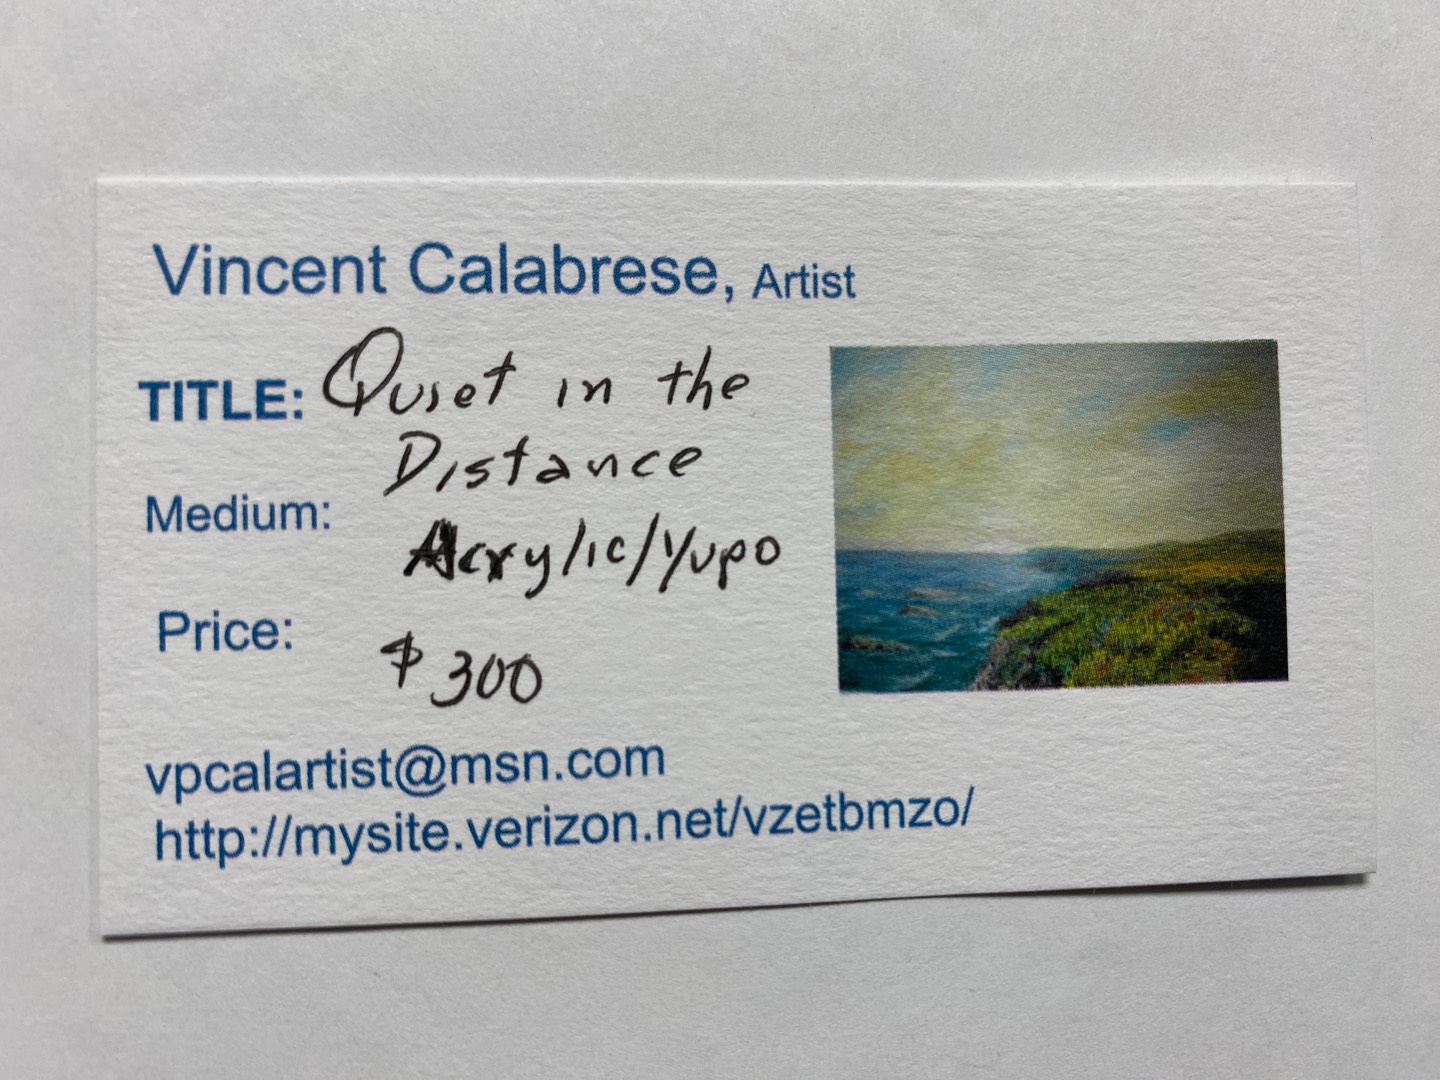 Vincent Calabrese, Artist
TITLE: Quiet in the
Distance
Medium:
Acrylic/Yupo
Price:
$300
vpcalartist@msn.com
http://mysite.verizon.net/vzetbmzo/